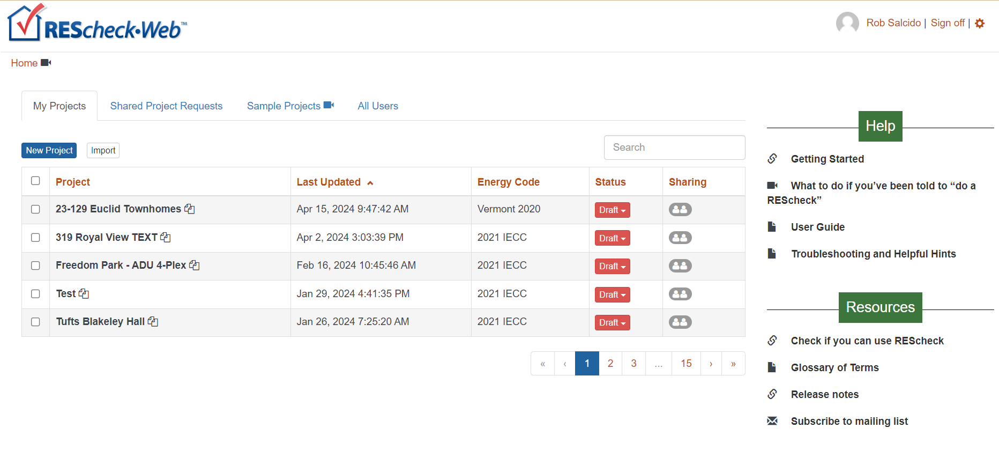 REScheck•Web™
Rob Salcido | Sign off |
Home
My Projects Shared Project Requests Sample Projects All Users
New Project Import Search
Project Last Updated Energy Code Status Sharing
23-129 Euclid Townhomes Apr 15, 2024 9:47:42 AM Vermont 2020 Draft
319 Royal View TEXT Apr 2, 2024 3:03:39 PM 2021 IECC Draft
Freedom Park - ADU 4-Plex Feb 16, 2024 10:45:46 AM 2021 IECC Draft
Test Jan 29, 2024 4:41:35 PM 2021 IECC Draft
Tufts Blakeley Hall Jan 26, 2024 7:25:20 AM 2021 IECC Draft
« ‹ 1 2 3 ... 15 › »
Help
Getting Started
What to do if you’ve been told to “do a
REScheck”
User Guide
Troubleshooting and Helpful Hints
Resources
Check if you can use REScheck
Glossary of Terms
Release notes
Subscribe to mailing list